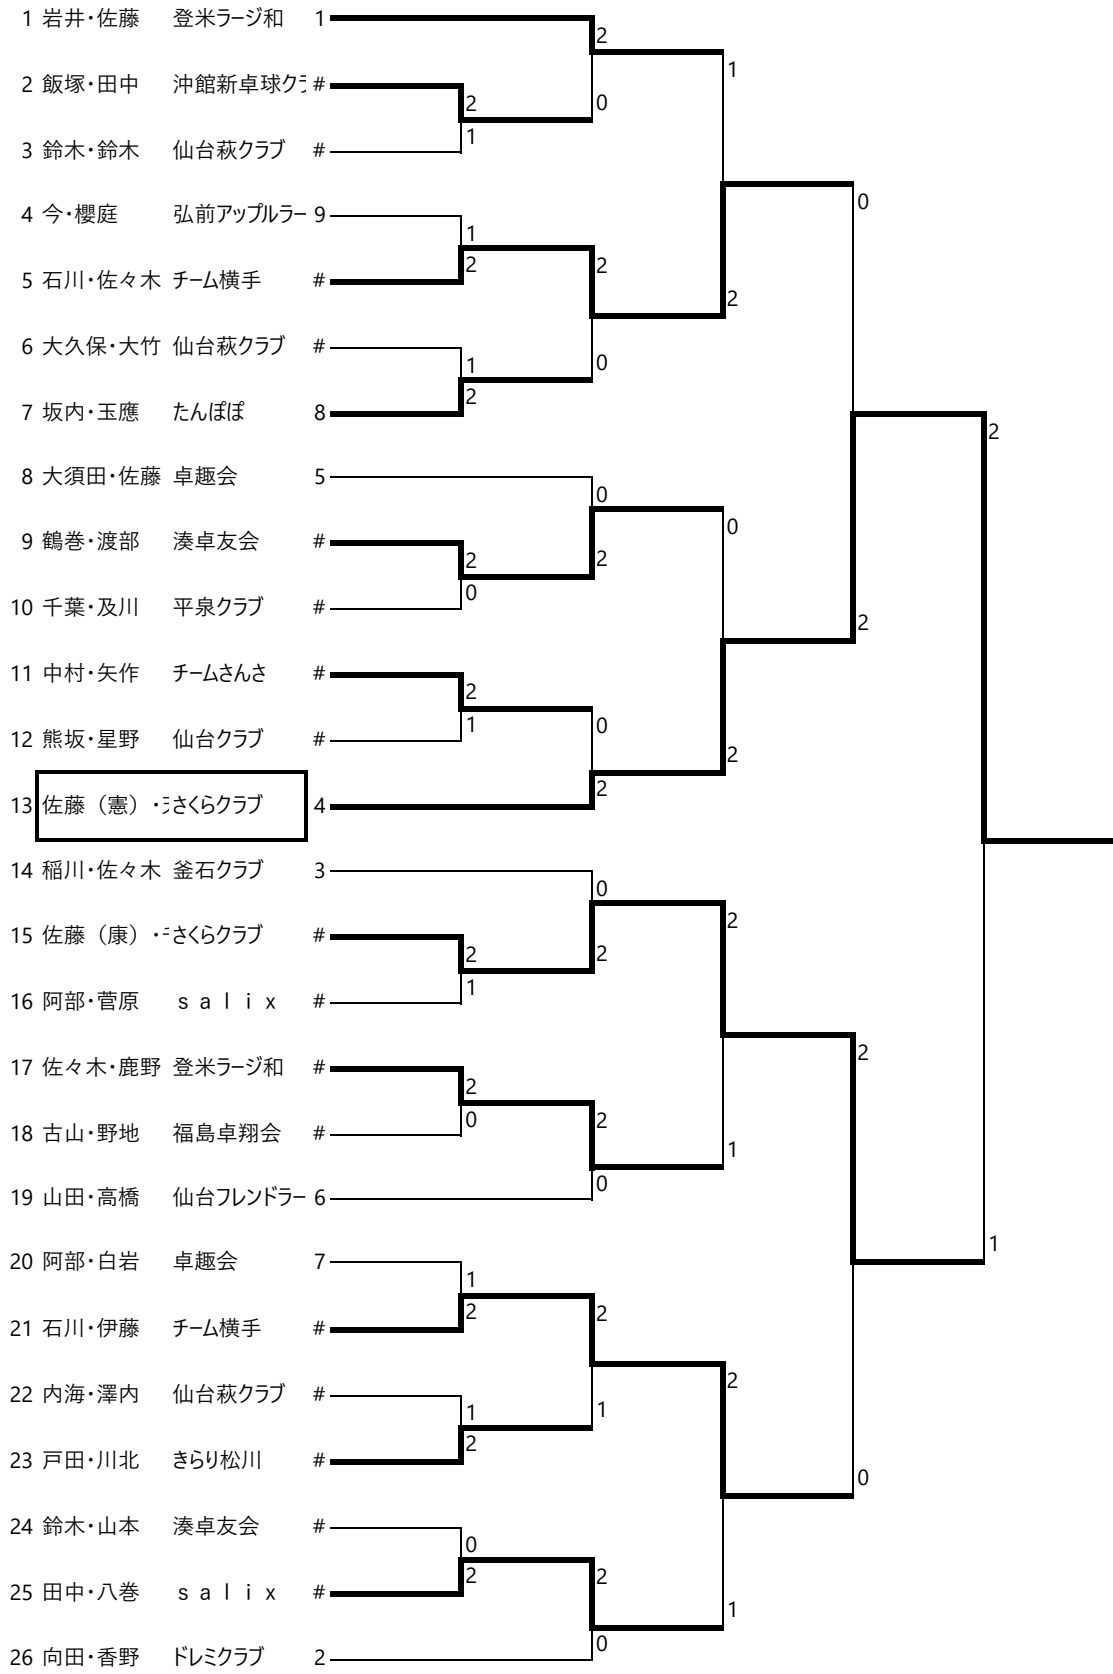 1 岩井・佐藤 登米ラージ和 1
2
0
1
2 飯塚・田中 沖館新卓球クラ #
2
1
3 鈴木・鈴木 仙台萩クラブ #
0
4 今・櫻庭 弘前アップルラー 9
1
2
2
5 石川・佐々木 チーム横手 #
2
6 大久保・大竹 仙台萩クラブ #
1
0
2
7 坂内・玉應 たんぽぽ 8
2
8 大須田・佐藤 卓趣会 5
0
0
9 鶴巻・渡部 湊卓友会 #
2
2
0
10 千葉・及川 平泉クラブ #
2
11 中村・矢作 チームさんさ #
2
1
0
12 熊坂・星野 仙台クラブ #
2
2
13 佐藤（憲）・ さくらクラブ 4
14 稲川・佐々木 釜石クラブ 3
0
2
15 佐藤（康）・ さくらクラブ #
2
2
1
16 阿部・菅原 ｓａｌｉｘ #
2
17 佐々木・鹿野 登米ラージ和 #
2
0
2
18 古山・野地 福島卓翔会 #
1
0
19 山田・高橋 仙台フレンドラー 6
1
20 阿部・白岩 卓趣会 7
1
2
2
21 石川・伊藤 チーム横手 #
2
22 内海・澤内 仙台萩クラブ #
1
1
2
23 戸田・川北 きらり松川 #
0
24 鈴木・山本 湊卓友会 #
0
2
2
25 田中・八巻 ｓａｌｉｘ #
1
0
26 向田・香野 ドレミクラブ 2